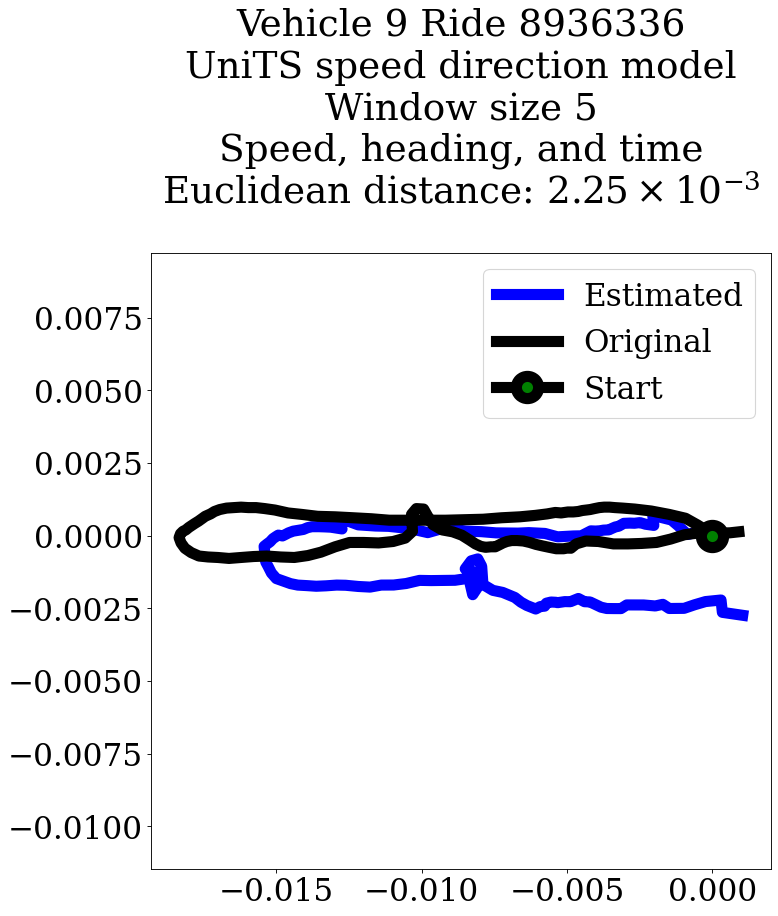 Vehicle 9 Ride 8936336
UniTS speed direction model
Window size 5
Speed, heading, and time
Euclidean distance: 2.25 × 10⁻³
Estimated
Original
Start
0.0075
0.0050
0.0025
0.0000
−0.0025
−0.0050
−0.0075
−0.0100
−0.015 −0.010 −0.005 0.000